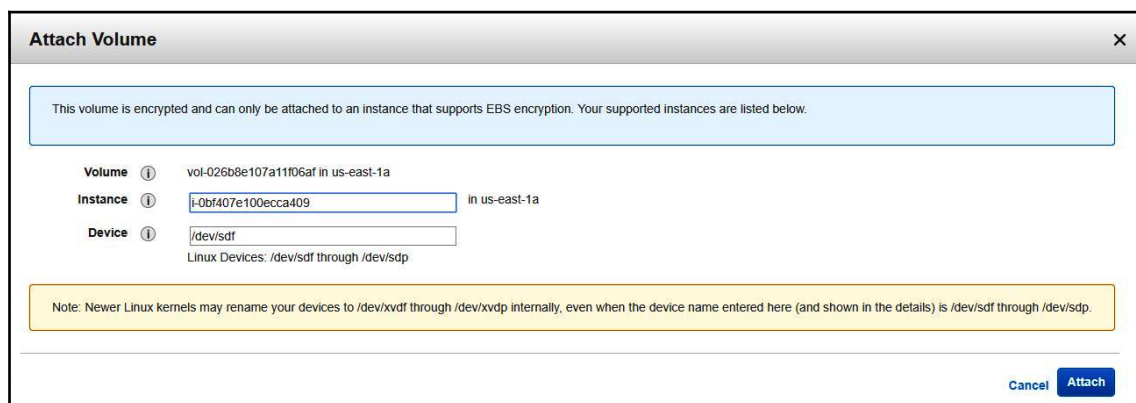 Attach Volume
This volume is encrypted and can only be attached to an instance that supports EBS encryption. Your supported instances are listed below.
Volume vol-026b8e107a11f06af in us-east-1a
Instance i-0bf407e100ecca409 in us-east-1a
Device /dev/sdf
Linux Devices: /dev/sdf through /dev/sdp
Note: Newer Linux kernels may rename your devices to /dev/xvdf through /dev/xvdp internally, even when the device name entered here (and shown in the details) is /dev/sdf through /dev/sdp.
Cancel Attach